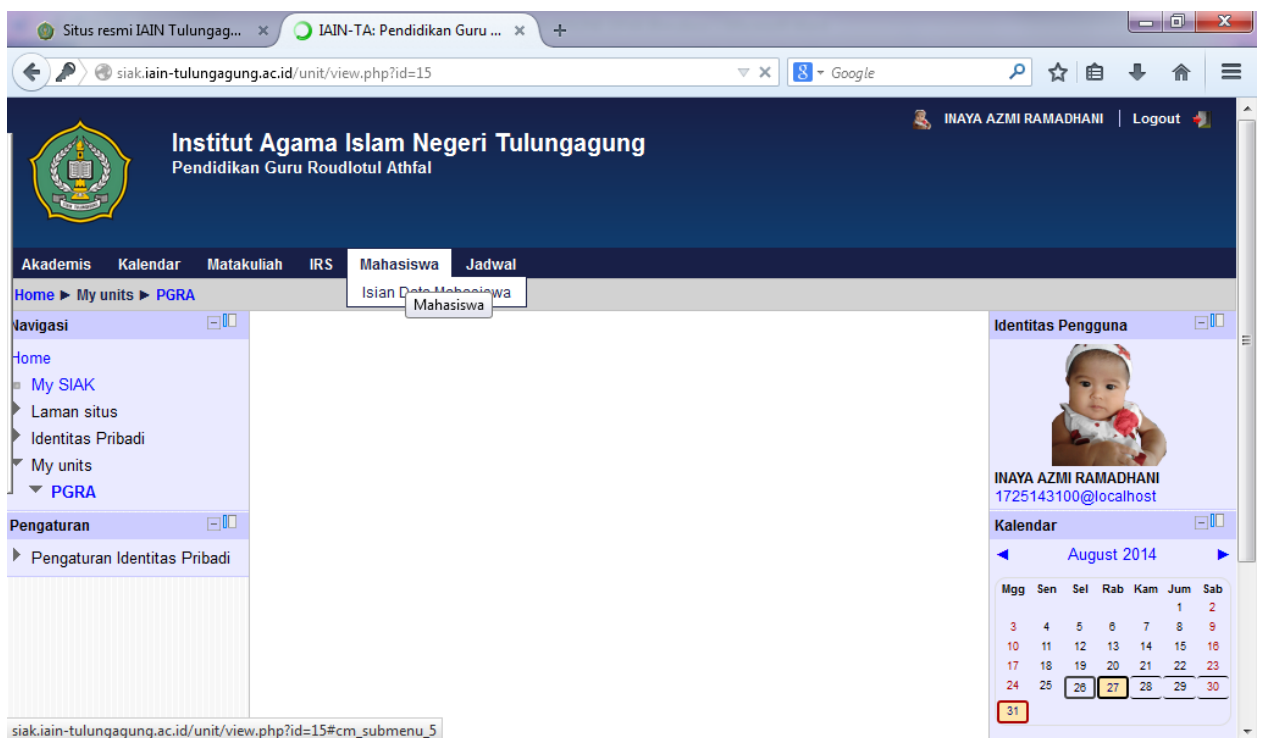 Situs resmi IAIN Tulungag...
IAIN-TA: Pendidikan Guru ...
siak.iain-tulungagung.ac.id/unit/view.php?id=15
Google
INAYA AZMI RAMADHANI | Logout
Institut Agama Islam Negeri Tulungagung
Pendidikan Guru Roudlotul Athfal
Akademis Kalendar Matakuliah IRS Mahasiswa Jadwal
Isian Data Mahasiswa
Mahasiswa
Home ► My units ► PGRA
Navigasi
Home
My SIAK
Laman situs
Identitas Pribadi
My units
PGRA
Pengaturan
Pengaturan Identitas Pribadi
Identitas Pengguna
INAYA AZMI RAMADHANI
1725143100@localhost
Kalendar
August 2014
Mgg Sen Sel Rab Kam Jum Sab
1 2
3 4 5 6 7 8 9
10 11 12 13 14 15 16
17 18 19 20 21 22 23
24 25 26 27 28 29 30
31
siak.iain-tulungagung.ac.id/unit/view.php?id=15#cm_submenu_5